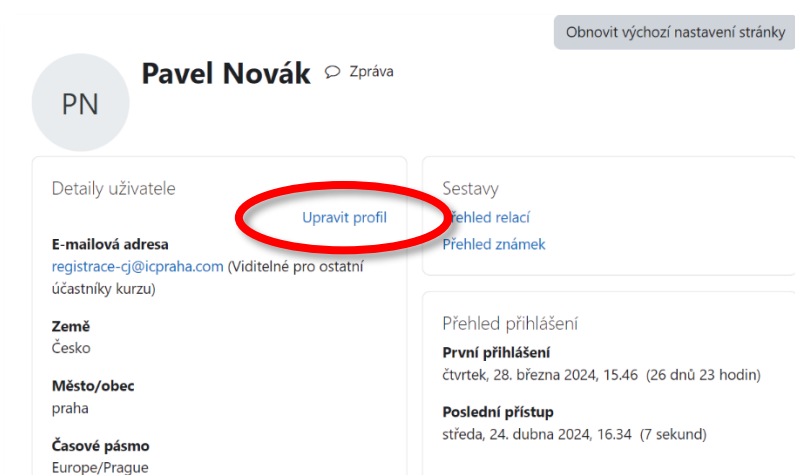 Obnovit výchozí nastavení stránky
Pavel Novák Zpráva
PN
Detaily uživatele
Upravit profil
E-mailová adresa
registrace-cj@icpraha.com (Viditelné pro ostatní
účastníky kurzu)
Země
Česko
Město/obec
praha
Časové pásmo
Europe/Prague
Sestavy
Přehled relací
Přehled známek
Přehled přihlášení
První přihlášení
čtvrtek, 28. března 2024, 15.46 (26 dnů 23 hodin)
Poslední přístup
středa, 24. dubna 2024, 16.34 (7 sekund)